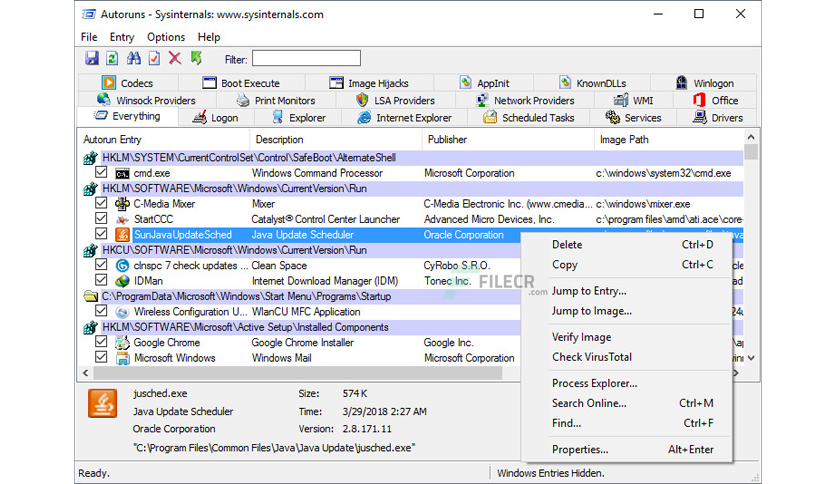 Autoruns - Sysinternals: www.sysinternals.com
File Entry Options Help
Filter:
Codecs Boot Execute Image Hijacks AppInit KnownDLLs Winlogon
Winsock Providers Print Monitors LSA Providers Network Providers WMI Office
Everything Logon Explorer Internet Explorer Scheduled Tasks Services Drivers
Autorun Entry Description Publisher Image Path
HKLM\SYSTEM\CurrentControlSet\Control\SafeBoot\AlternateShell
cmd.exe Windows Command Processor Microsoft Corporation c:\windows\system32\cmd.exe
HKLM\SOFTWARE\Microsoft\Windows\CurrentVersion\Run
C-Media Mixer Mixer C-Media Electronic Inc. (www.cmedia... c:\windows\mixer.exe
StartCCC Catalyst® Control Center Launcher Advanced Micro Devices, Inc. c:\program files\amd\ati.ace\core-
SunJavaUpdateSched Java Update Scheduler Oracle Corporation
HKCU\SOFTWARE\Microsoft\Windows\CurrentVersion\Run
clnspc 7 check updates ... Clean Space CyRobo S.R.O.
IDMan Internet Download Manager (IDM) Tonec Inc.
C:\ProgramData\Microsoft\Windows\Start Menu\Programs\Startup
Wireless Configuration U... WlanCU MFC Application
HKLM\SOFTWARE\Microsoft\Active Setup\Installed Components
Google Chrome Google Chrome Installer Google Inc.
Microsoft Windows Windows Mail Microsoft Corporation
Delete Ctrl+D
Copy Ctrl+C
Jump to Entry...
Jump to Image...
Verify Image
Check VirusTotal
Process Explorer...
Search Online... Ctrl+M
Find... Ctrl+F
Properties... Alt+Enter
FILECR
.com
jusched.exe Size: 574 K
Java Update Scheduler Time: 3/29/2018 2:27 AM
Oracle Corporation Version: 2.8.171.11
"C:\Program Files\Common Files\Java\Java Update\jusched.exe"
Ready. Windows Entries Hidden.